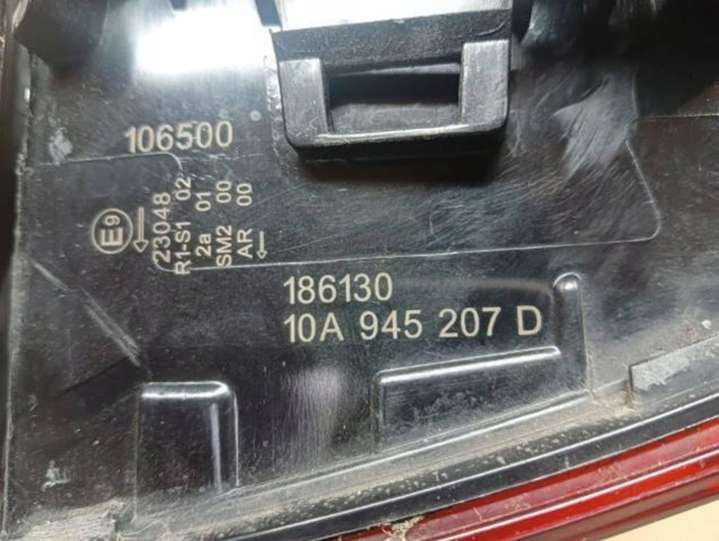 106500
E9
23048
R1-S1 02
2a 01
SM2 00
AR 00
186130
10A 945 207 D